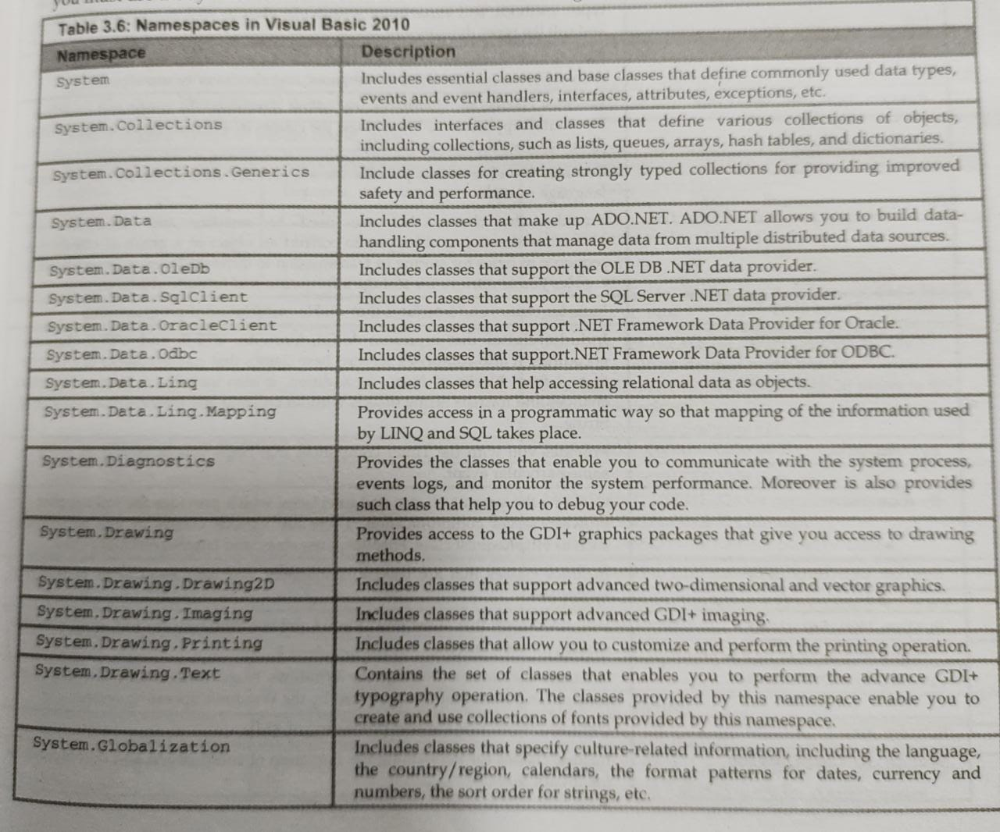 Table 3.6: Namespaces in Visual Basic 2010
Namespace Description
System Includes essential classes and base classes that define commonly used data types,
events and event handlers, interfaces, attributes, exceptions, etc.
System.Collections Includes interfaces and classes that define various collections of objects,
including collections, such as lists, queues, arrays, hash tables, and dictionaries.
System.Collections.Generics Include classes for creating strongly typed collections for providing improved
safety and performance.
System.Data Includes classes that make up ADO.NET. ADO.NET allows you to build data-
handling components that manage data from multiple distributed data sources.
System.Data.OleDb Includes classes that support the OLE DB .NET data provider.
System.Data.SqlClient Includes classes that support the SQL Server .NET data provider.
System.Data.OracleClient Includes classes that support .NET Framework Data Provider for Oracle.
System.Data.Odbc Includes classes that support.NET Framework Data Provider for ODBC.
System.Data.Linq Includes classes that help accessing relational data as objects.
System.Data.Linq.Mapping Provides access in a programmatic way so that mapping of the information used
by LINQ and SQL takes place.
System.Diagnostics Provides the classes that enable you to communicate with the system process,
events logs, and monitor the system performance. Moreover is also provides
such class that help you to debug your code.
System.Drawing Provides access to the GDI+ graphics packages that give you access to drawing
methods.
System.Drawing.Drawing2D Includes classes that support advanced two-dimensional and vector graphics.
System.Drawing.Imaging Includes classes that support advanced GDI+ imaging.
System.Drawing.Printing Includes classes that allow you to customize and perform the printing operation.
System.Drawing.Text Contains the set of classes that enables you to perform the advance GDI+
typography operation. The classes provided by this namespace enable you to
create and use collections of fonts provided by this namespace.
System.Globalization Includes classes that specify culture-related information, including the language,
the country/region, calendars, the format patterns for dates, currency and
numbers, the sort order for strings, etc.